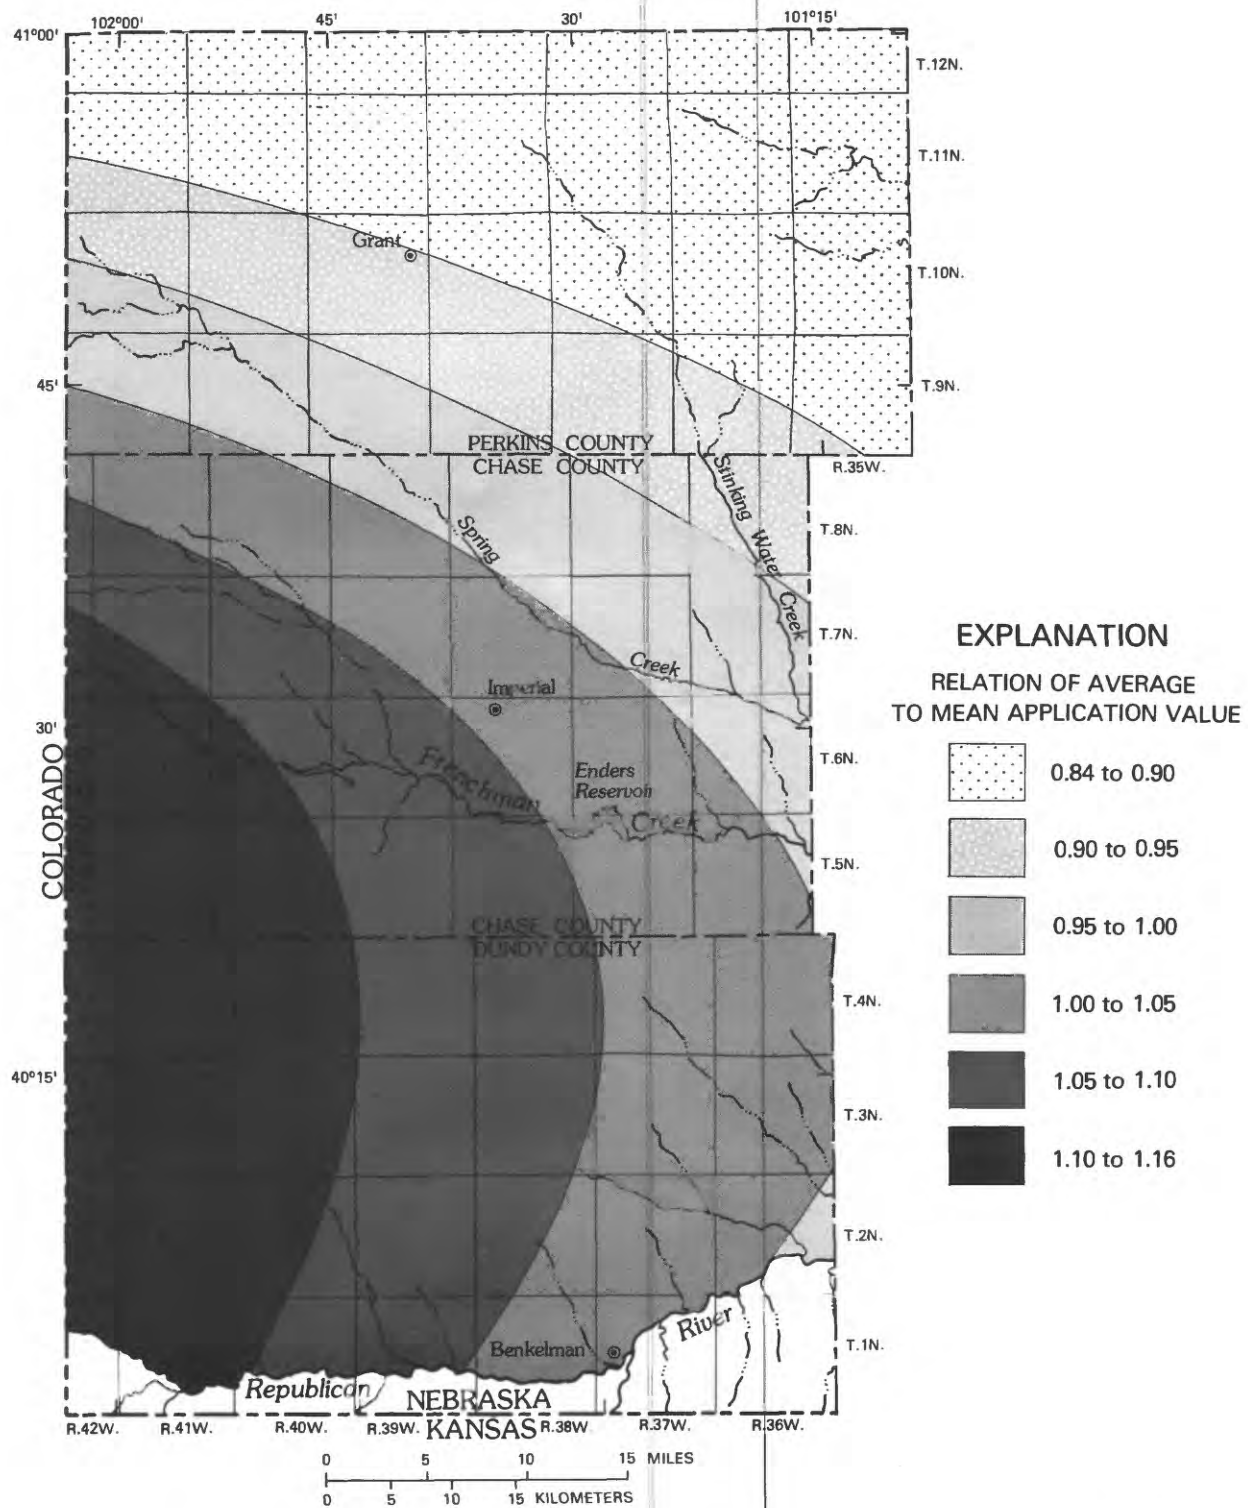 102°00'
45'
30'
101°15'
41°00'
T.12N.
T.11N.
Grant
T.10N.
45'
T.9N.
PERKINS COUNTY
CHASE COUNTY
R.35W.
Spring
Stinking Water Creek
T.8N.
T.7N.
Creek
Imperial
30'
COLORADO
Frenchman
Enders
Reservoir
Creek
T.6N.
T.5N.
CHASE COUNTY
DUNDY COUNTY
T.4N.
40°15'
T.3N.
T.2N.
River
Benkelman
T.1N.
Republican
NEBRASKA
KANSAS
R.42W.
R.41W.
R.40W.
R.39W.
R.38W.
R.37W.
R.36W.
0 5 10 15 MILES
0 5 10 15 KILOMETERS
EXPLANATION
RELATION OF AVERAGE
TO MEAN APPLICATION VALUE
0.84 to 0.90
0.90 to 0.95
0.95 to 1.00
1.00 to 1.05
1.05 to 1.10
1.10 to 1.16